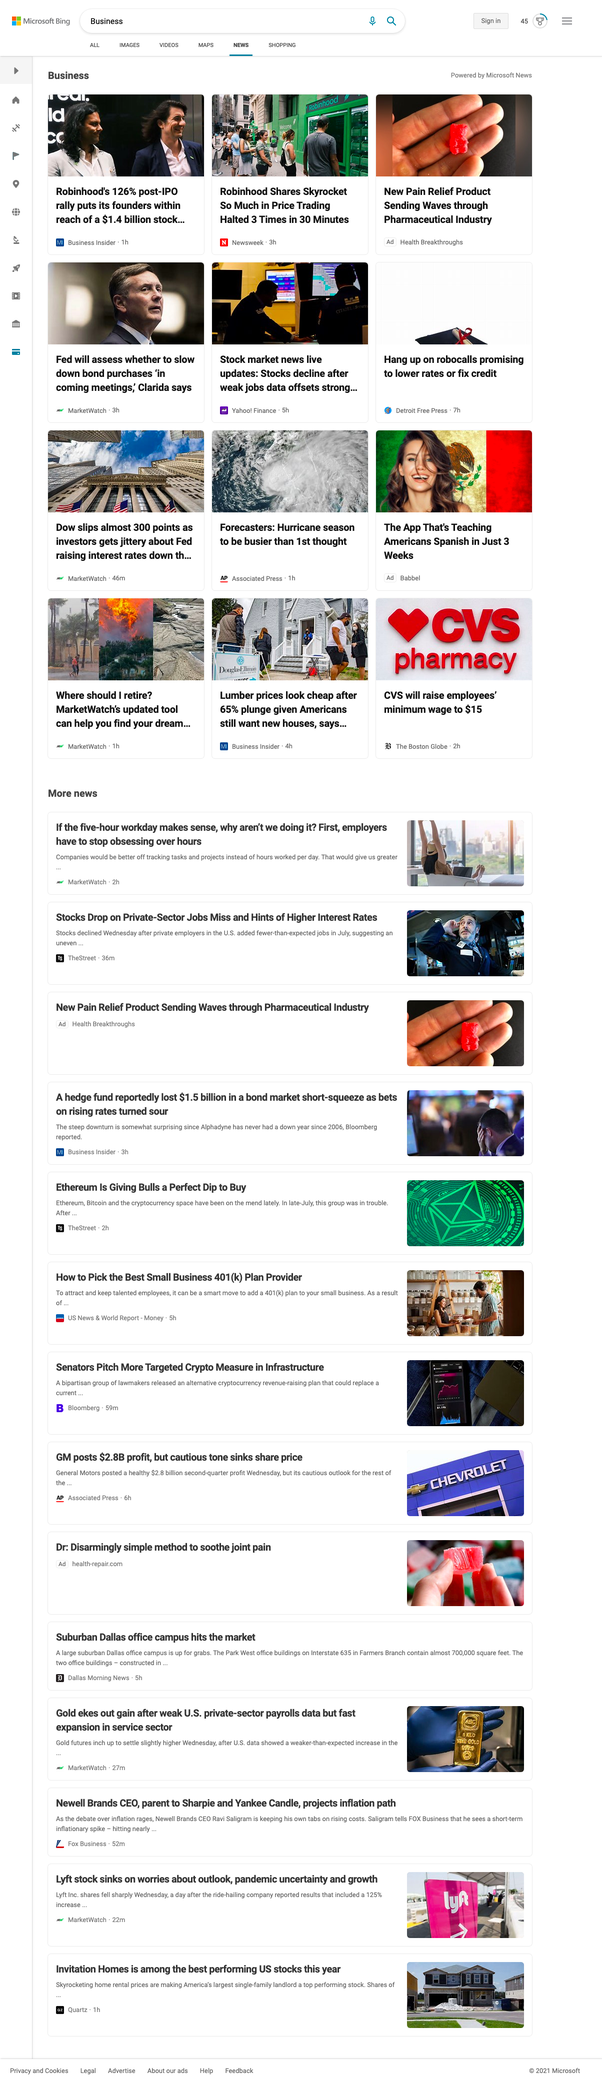 Microsoft Bing
Business
Sign in
45
ALL IMAGES VIDEOS MAPS NEWS SHOPPING
Business
Powered by Microsoft News
Robinhood's 126% post-IPO
rally puts its founders within
reach of a $1.4 billion stock...
Business Insider · 1h
Robinhood
Robinhood Shares Skyrocket
So Much in Price Trading
Halted 3 Times in 30 Minutes
Newsweek · 3h
New Pain Relief Product
Sending Waves through
Pharmaceutical Industry
Ad Health Breakthroughs
Fed will assess whether to slow
down bond purchases 'in
coming meetings,' Clarida says
MarketWatch · 3h
Stock market news live
updates: Stocks decline after
weak jobs data offsets strong...
Yahoo! Finance · 5h
Hang up on robocalls promising
to lower rates or fix credit
Detroit Free Press · 7h
Dow slips almost 300 points as
investors gets jittery about Fed
raising interest rates down th...
MarketWatch · 46m
Forecasters: Hurricane season
to be busier than 1st thought
AP Associated Press · 1h
The App That's Teaching
Americans Spanish in Just 3
Weeks
Ad Babbel
Where should I retire?
MarketWatch's updated tool
can help you find your dream...
MarketWatch · 1h
Douglas Elliman
Lumber prices look cheap after
65% plunge given Americans
still want new houses, says...
Business Insider · 4h
CVS
pharmacy
CVS will raise employees'
minimum wage to $15
The Boston Globe · 2h
More news
If the five-hour workday makes sense, why aren't we doing it? First, employers
have to stop obsessing over hours
Companies would be better off tracking tasks and projects instead of hours worked per day. That would give us greater
...
MarketWatch · 2h
Stocks Drop on Private-Sector Jobs Miss and Hints of Higher Interest Rates
Stocks declined Wednesday after private employers in the U.S. added fewer-than-expected jobs in July, suggesting an
uneven ...
TheStreet · 36m
New Pain Relief Product Sending Waves through Pharmaceutical Industry
Ad Health Breakthroughs
A hedge fund reportedly lost $1.5 billion in a bond market short-squeeze as bets
on rising rates turned sour
The steep downturn is somewhat surprising since Alphadyne has never had a down year since 2006, Bloomberg
reported.
Business Insider · 3h
Ethereum Is Giving Bulls a Perfect Dip to Buy
Ethereum, Bitcoin and the cryptocurrency space have been on the mend lately. In late-July, this group was in trouble.
After ...
TheStreet · 2h
How to Pick the Best Small Business 401(k) Plan Provider
To attract and keep talented employees, it can be a smart move to add a 401(k) plan to your small business. As a result
of ...
US News & World Report - Money · 5h
Senators Pitch More Targeted Crypto Measure in Infrastructure
A bipartisan group of lawmakers released an alternative cryptocurrency revenue-raising plan that could replace a
current ...
B Bloomberg · 59m
GM posts $2.8B profit, but cautious tone sinks share price
General Motors posted a healthy $2.8 billion second-quarter profit Wednesday, but its cautious outlook for the rest of
the ...
AP Associated Press · 6h
CHEVROLET
Dr: Disarmingly simple method to soothe joint pain
Ad health-repair.com
Suburban Dallas office campus hits the market
A large suburban Dallas office campus is up for grabs. The Park West office buildings on Interstate 635 in Farmers Branch contain almost 700,000 square feet. The
two office buildings – constructed in ...
Dallas Morning News · 5h
Gold ekes out gain after weak U.S. private-sector payrolls data but fast
expansion in service sector
Gold futures inch up to settle slightly higher Wednesday, after U.S. data showed a weaker-than-expected increase in the
...
MarketWatch · 27m
Newell Brands CEO, parent to Sharpie and Yankee Candle, projects inflation path
As the debate over inflation rages, Newell Brands CEO Ravi Saligram is keeping his own tabs on rising costs. Saligram tells FOX Business that he sees a short-term
inflationary spike – hitting nearly ...
Fox Business · 52m
Lyft stock sinks on worries about outlook, pandemic uncertainty and growth
Lyft Inc. shares fell sharply Wednesday, a day after the ride-hailing company reported results that included a 125%
increase ...
MarketWatch · 22m
lyft
Invitation Homes is among the best performing US stocks this year
Skyrocketing home rental prices are making America's largest single-family landlord a top performing stock. Shares of
...
Quartz · 1h
Privacy and Cookies Legal Advertise About our ads Help Feedback
© 2021 Microsoft